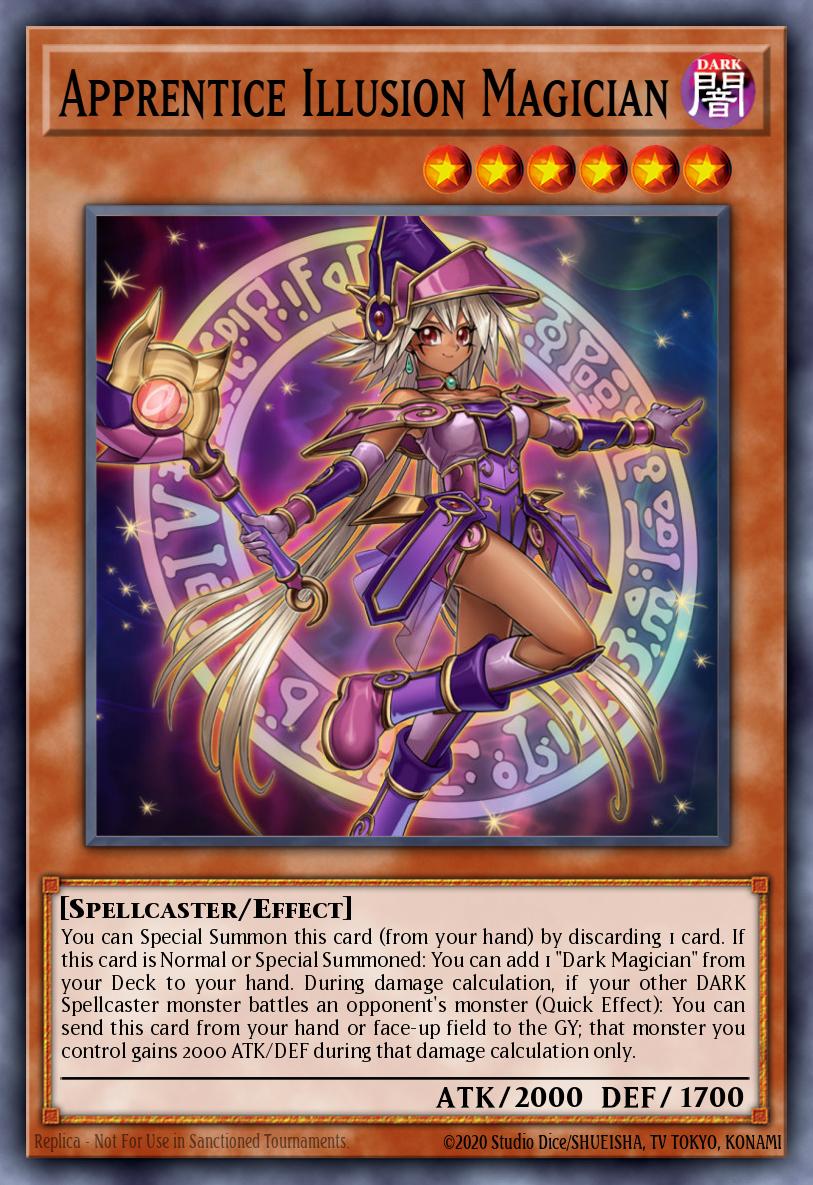 Apprentice Illusion Magician
DARK
闇
[Spellcaster/Effect]
You can Special Summon this card (from your hand) by discarding 1 card. If
this card is Normal or Special Summoned: You can add 1 "Dark Magician" from
your Deck to your hand. During damage calculation, if your other DARK
Spellcaster monster battles an opponent's monster (Quick Effect): You can
send this card from your hand or face-up field to the GY; that monster you
control gains 2000 ATK/DEF during that damage calculation only.
ATK/2000 DEF/1700
Replica - Not For Use in Sanctioned Tournaments.
©2020 Studio Dice/SHUEISHA, TV TOKYO, KONAMI